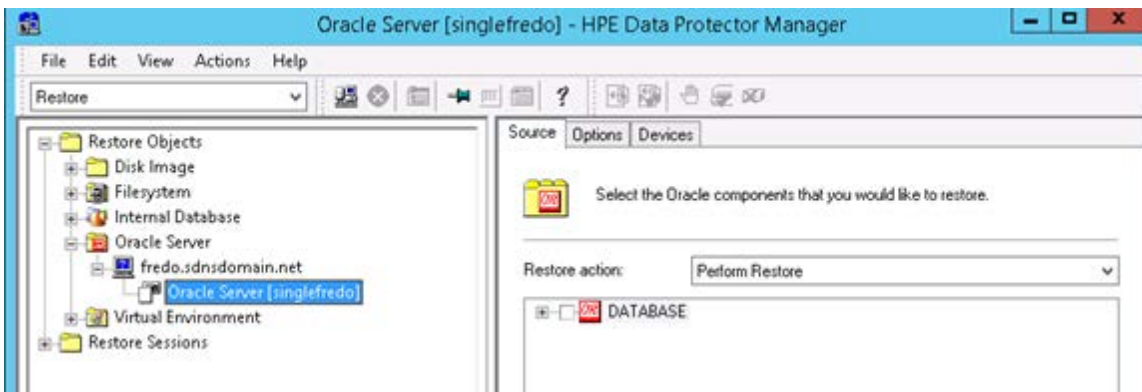 Oracle Server [singlefredo] - HPE Data Protector Manager
File Edit View Actions Help
Restore
Restore Objects
Disk Image
Filesystem
Internal Database
Oracle Server
fredo.sdnsdomain.net
Oracle Server [singlefredo]
Virtual Environment
Restore Sessions
Source Options Devices
Select the Oracle components that you would like to restore.
Restore action: Perform Restore
DATABASE